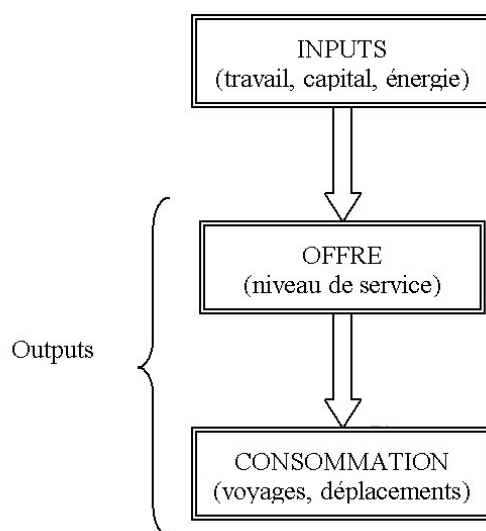 INPUTS
(travail, capital, énergie)
OFFRE
(niveau de service)
Outputs
CONSOMMATION
(voyages, déplacements)